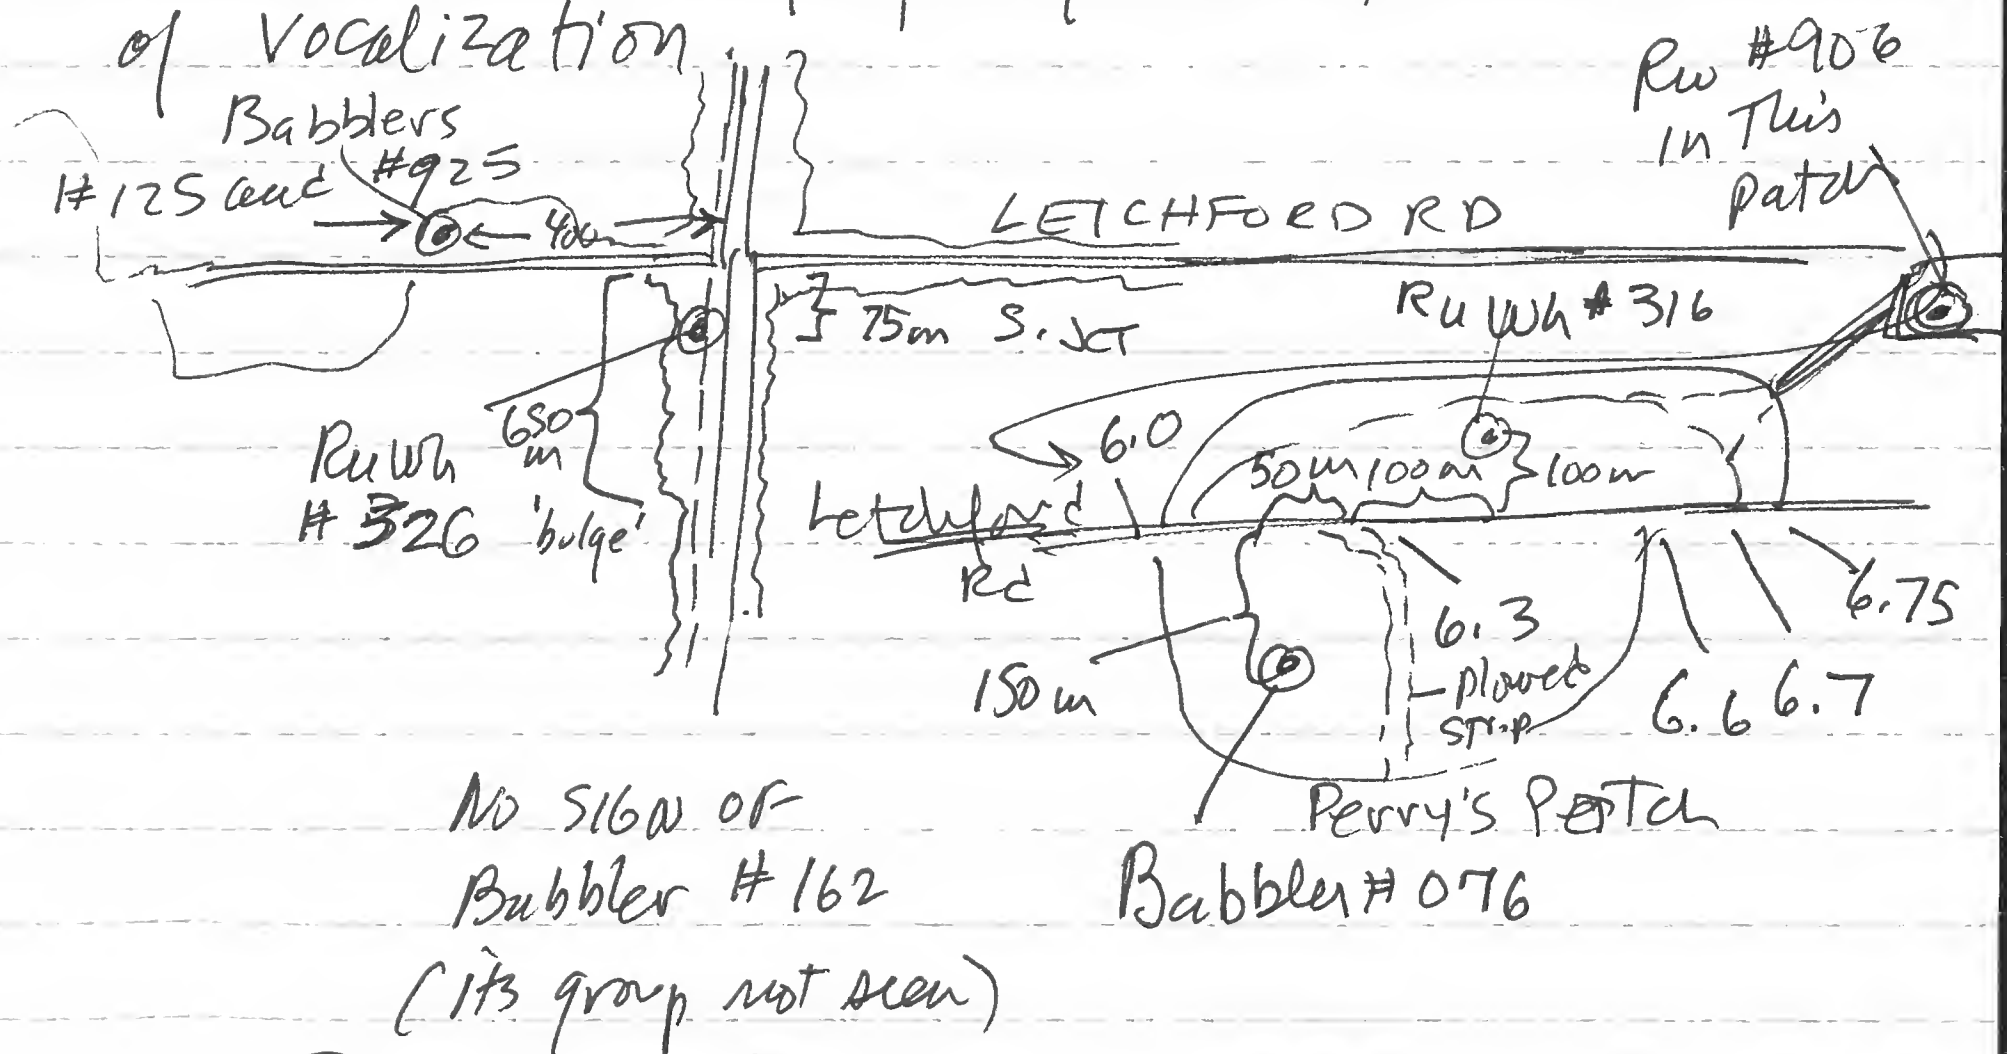 of vocalization
Babblers
#125 and #925
400m
Rw #906
in This
patch
LETCHFORD RD
75m S. JCT
RuWh #316
650
m
RuWh
#326 'bulge'
6.0
50m 100m 100m
Letchford
Rd
150m
6.3
plowed
strip
6.6 6.7
6.75
Perry's Patch
Babbler #076
No SIGN OF
Babbler #162
(its group not seen)